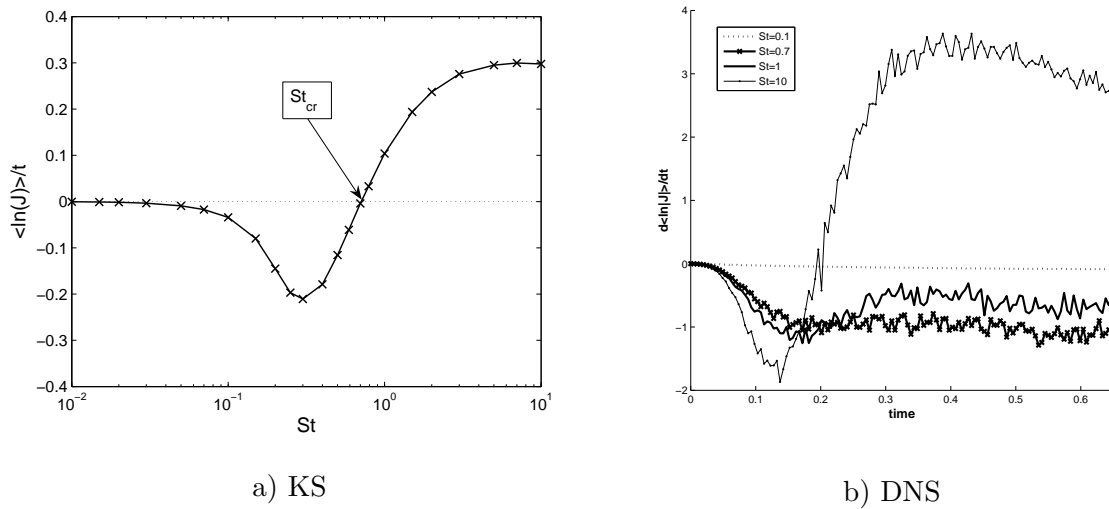 0.4
0.3
0.2
0.1
0
−0.1
−0.2
−0.3
−0.4
<ln(J)>/t
St_cr
10^−2
10^−1
10^0
10^1
St
a) KS
4
3
2
1
0
−1
−2
d<ln|J|>/dt
St=0.1
St=0.7
St=1
St=10
0
0.1
0.2
0.3
0.4
0.5
0.6
time
b) DNS